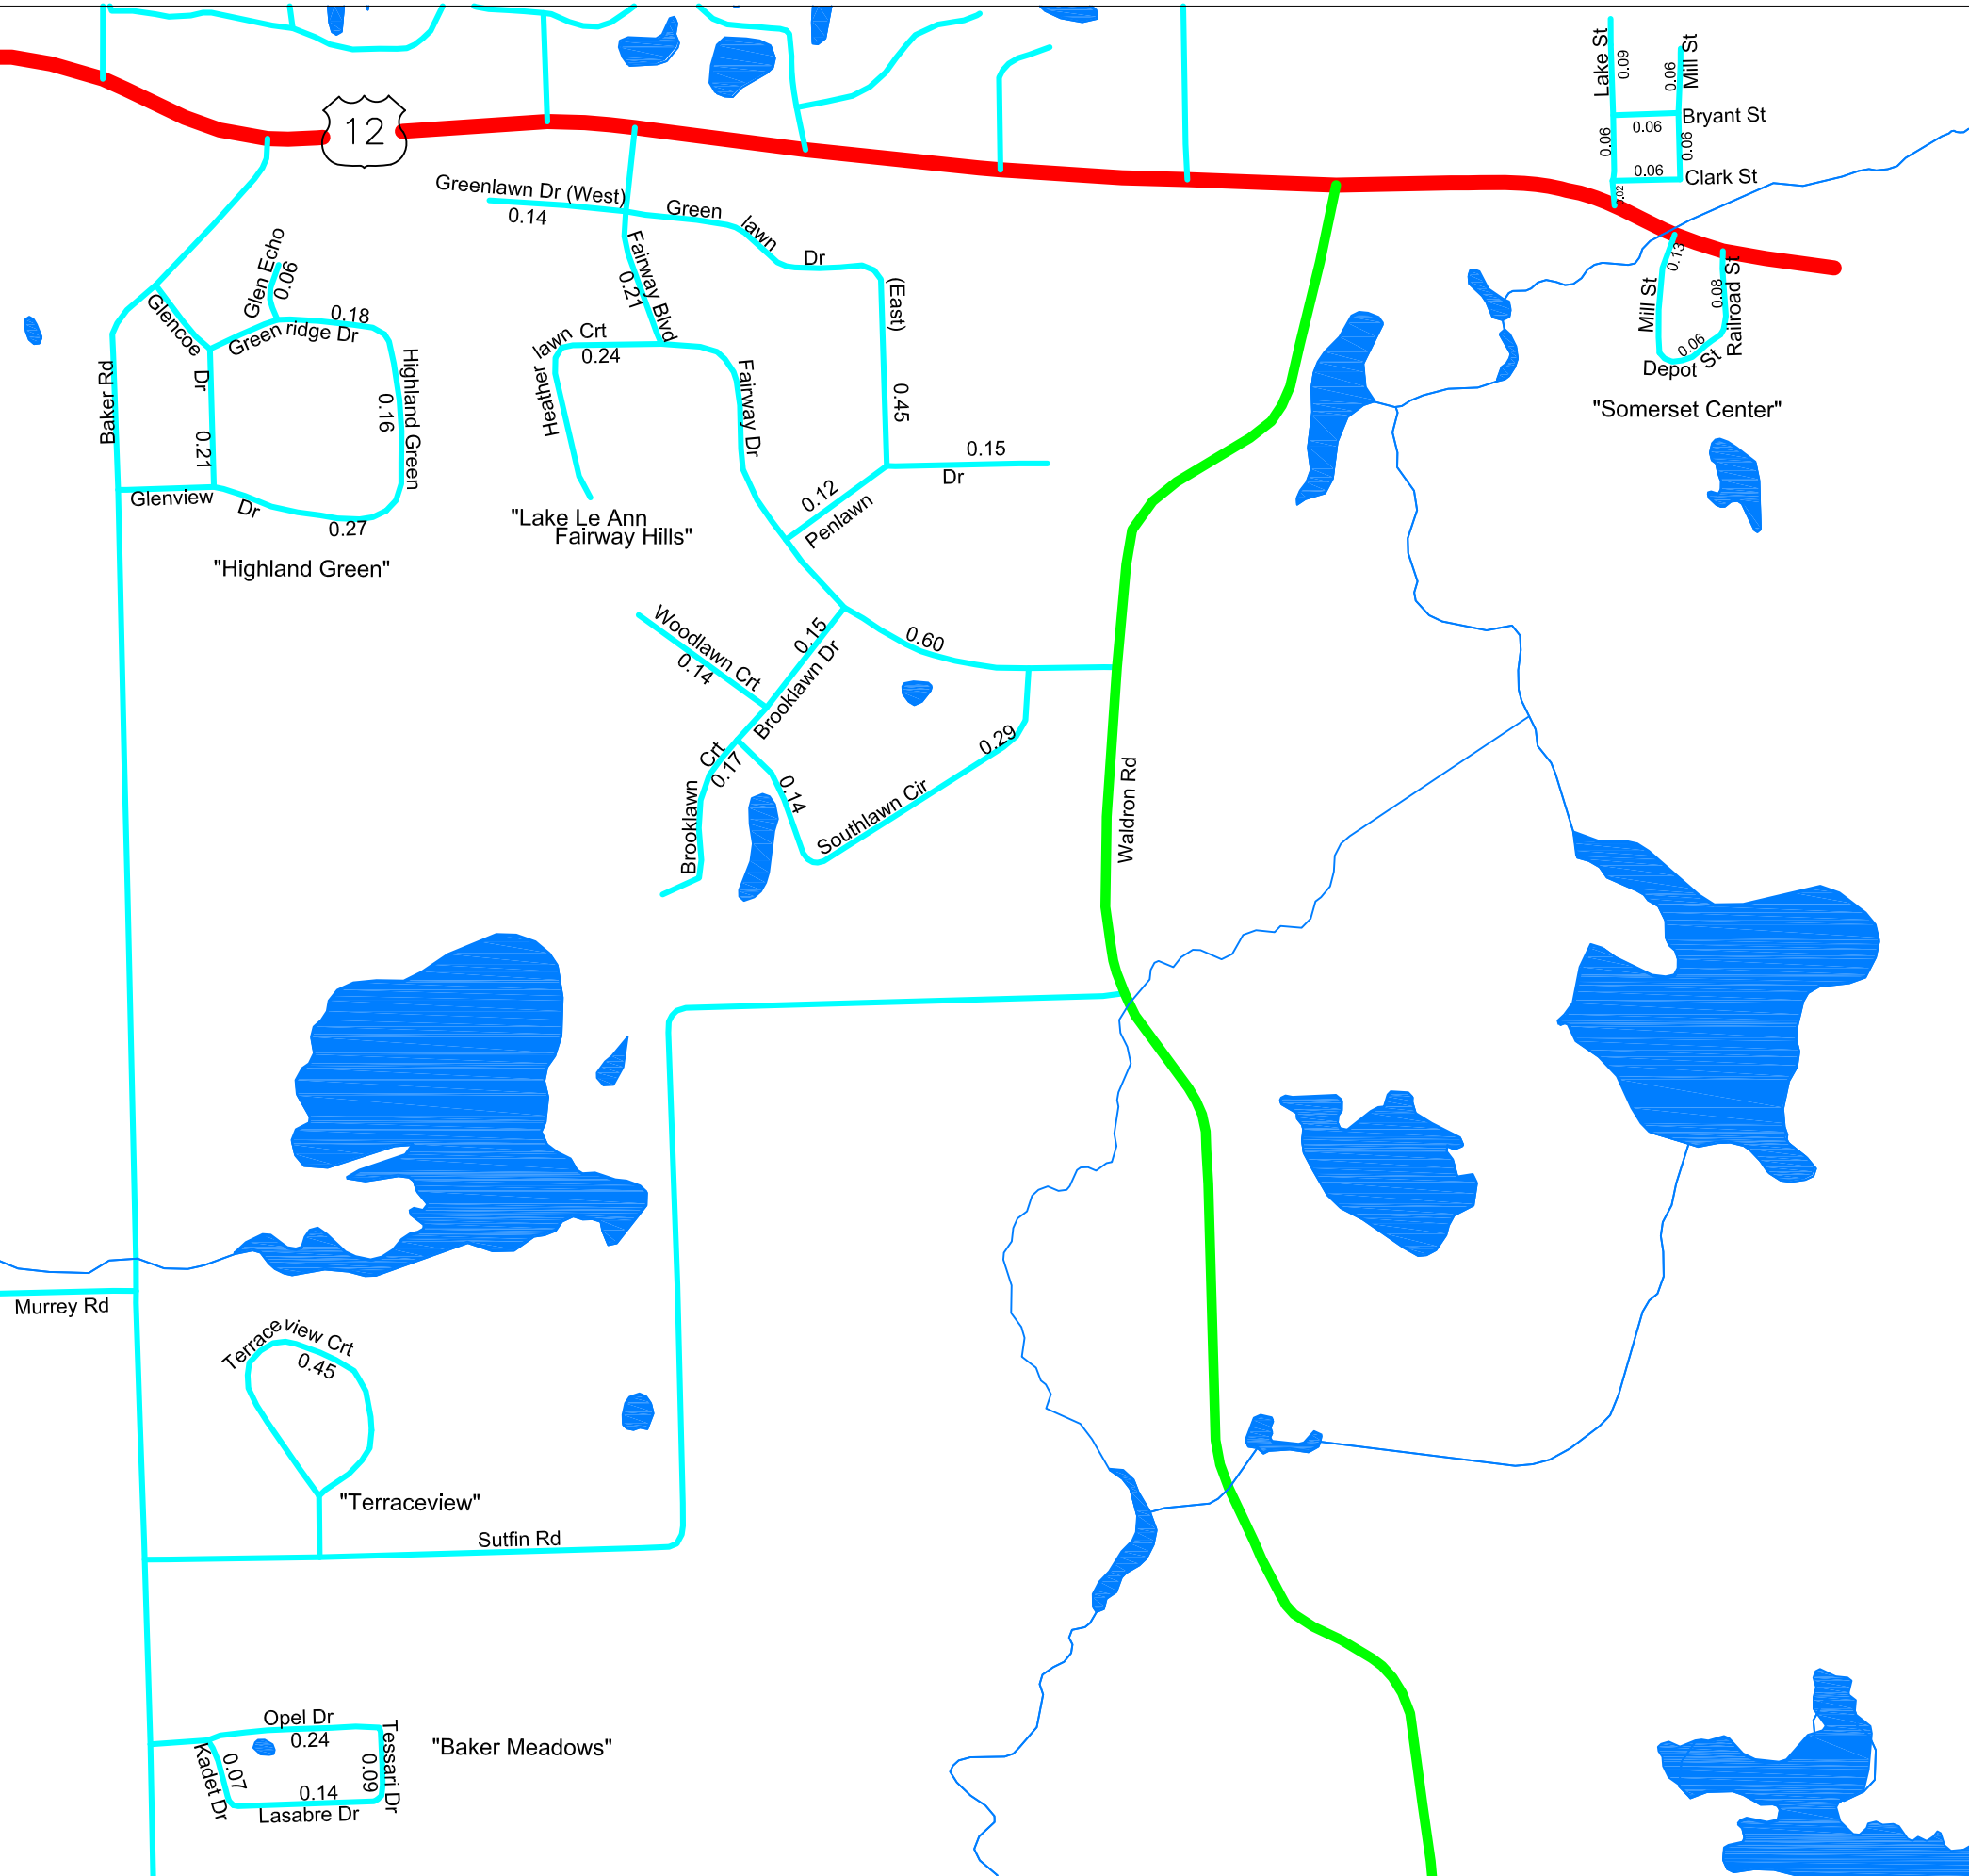 12
Lake St
0.09
0.06
Mill St
Bryant St
0.06
0.06
0.06
0.06
Clark St
0.02
0.13
Mill St
0.08
Railroad St
0.06
Depot St
"Somerset Center"
Greenlawn Dr (West)
0.14
Green lawn Dr (East)
0.45
Fairway Blvd
0.21
Heather lawn Crt
0.24
Fairway Dr
0.15
Dr
0.12
Penlawn
"Lake Le Ann
Fairway Hills"
Glen Echo
0.06
0.18
Green ridge Dr
Glencoe Dr
0.21
Highland Green
0.16
Baker Rd
Glenview Dr
0.27
"Highland Green"
Woodlawn Crt
0.14
0.15
Brooklawn Dr
0.60
Brooklawn Crt
0.17
0.14
Southlawn Cir
0.29
Waldron Rd
Murrey Rd
Terrace view Crt
0.45
"Terraceview"
Sutfin Rd
Opel Dr
0.24
Kadet Dr
0.07
0.14
Lasabre Dr
0.09
Tessari Dr
"Baker Meadows"